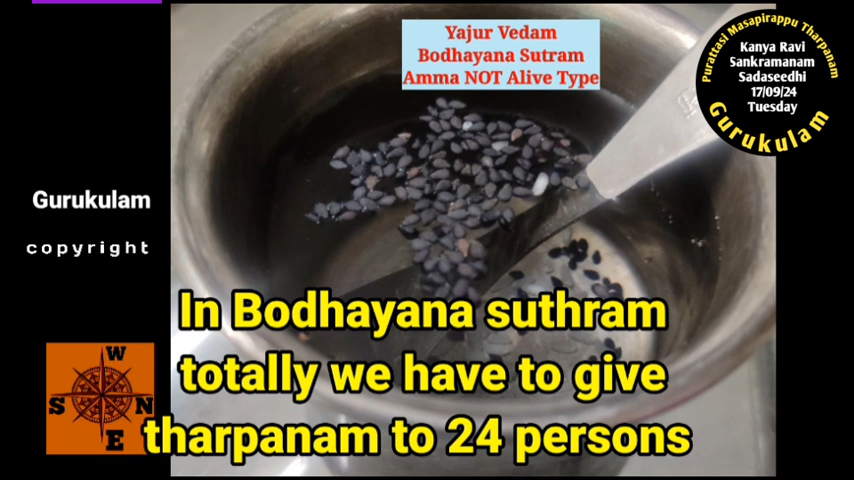 Yajur Vedam
Bodhayana Sutram
Amma NOT Alive Type
Purattasi Masapirappu Tharpanam
Kanya Ravi
Sankramanam
Sadaseedhi
17/09/24
Tuesday
Gurukulam
Gurukulam
copyright
W
S N
E
In Bodhayana suthram
totally we have to give
tharpanam to 24 persons